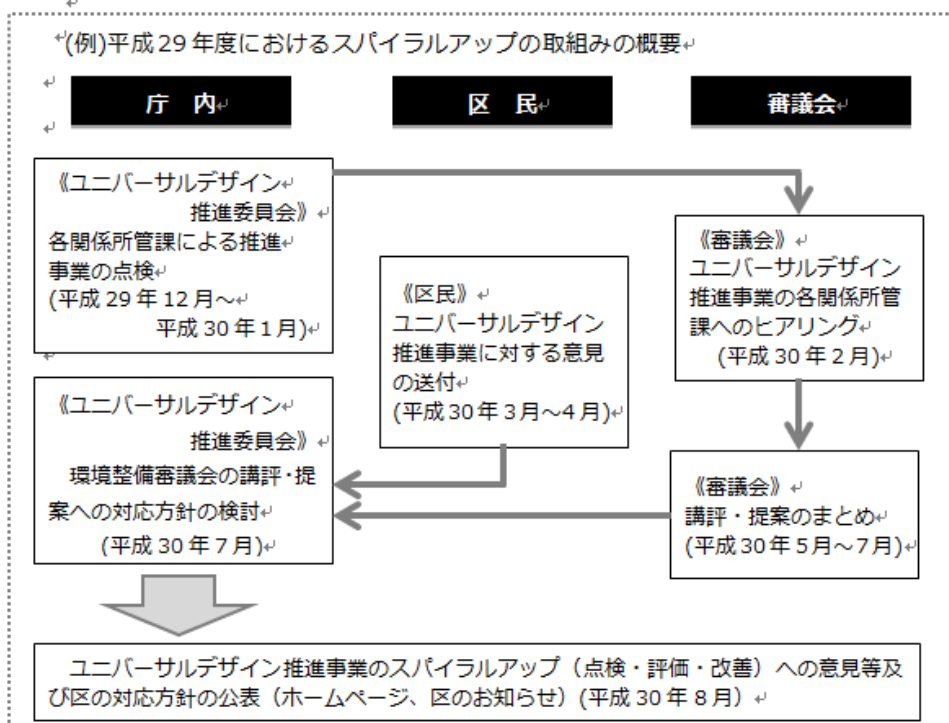 (例)平成29年度におけるスパイラルアップの取組みの概要
庁　内
区　民
審議会
《ユニバーサルデザイン
推進委員会》
各関係所管課による推進
事業の点検
(平成29年12月～
平成30年1月)
《区民》
ユニバーサルデザイン
推進事業に対する意見
の送付
(平成30年3月～4月)
《審議会》
ユニバーサルデザイン
推進事業の各関係所管
課へのヒアリング
(平成30年2月)
《ユニバーサルデザイン
推進委員会》
環境整備審議会の講評・提
案への対応方針の検討
(平成30年7月)
《審議会》
講評・提案のまとめ
(平成30年5月～7月)
ユニバーサルデザイン推進事業のスパイラルアップ（点検・評価・改善）への意見等及
び区の対応方針の公表（ホームページ、区のお知らせ）(平成30年8月）